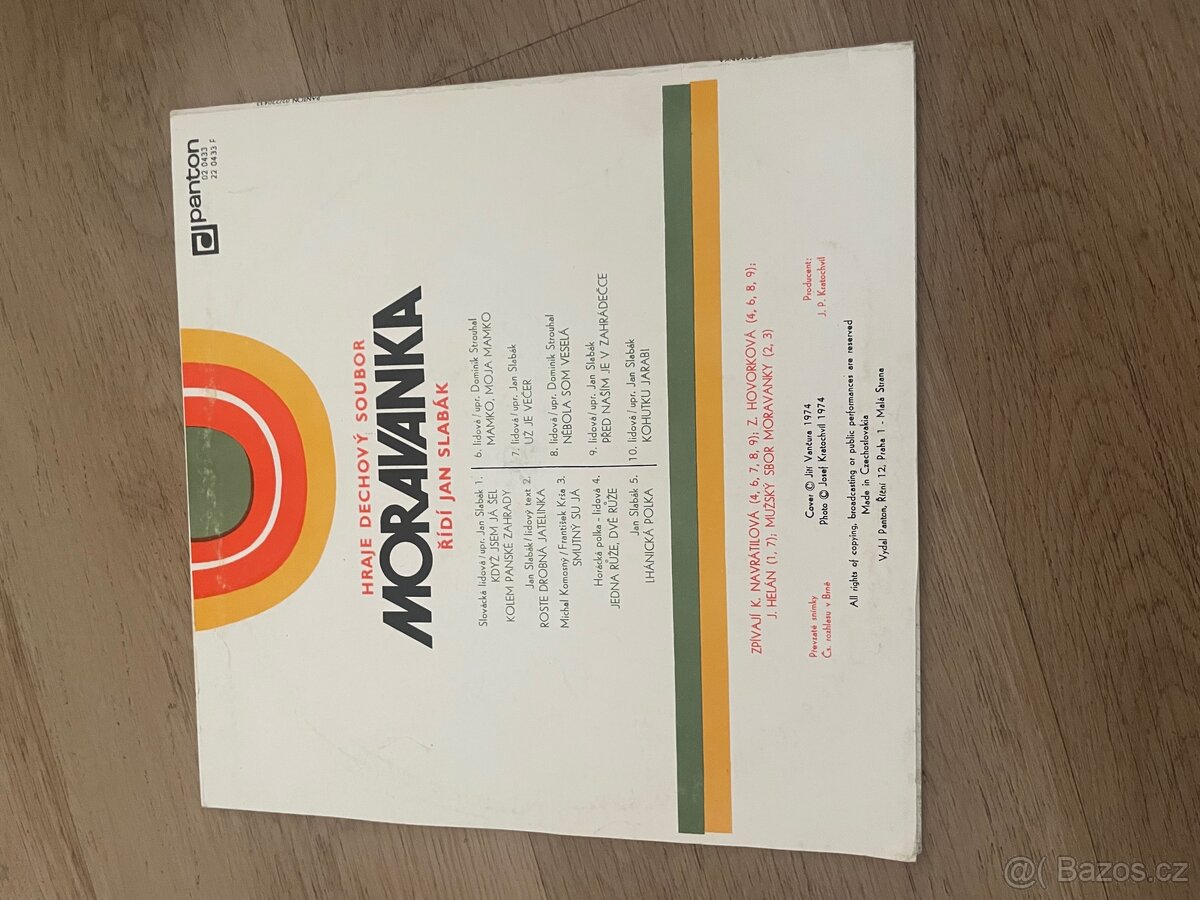 panton
02 0433
22 0433 F
HRAJE DECHOVÝ SOUBOR
MORAVANKA
ŘÍDÍ JAN SLABÁK
Slovácká lidová/upr. Jan Slabák 1.
KDYŽ JSEM JÁ ŠEL
KOLEM PANSKÉ ZAHRADY
Jan Slabák/lidový text 2.
ROSTE DROBNÁ JATELINKA
Michal Komosný/František Krša 3.
SMUTNÝ SU JÁ
Horácká polka - lidová 4.
JEDNA RŮŽE, DVĚ RŮŽE
Jan Slabák 5.
LHÁNICKÁ POLKA
6. lidová/upr. Dominik Strouhal
MAMKO, MOJA MAMKO
7. lidová/upr. Jan Slabák
UŽ JE VEČER
8. lidová/upr. Dominik Strouhal
NEBOLA SOM VESELÁ
9. lidová/upr. Jan Slabák
PŘED NAŠÍM JE V ZAHRÁDEČCE
10. lidová/upr. Jan Slabák
KOHUTKU JARABÍ
ZPÍVAJÍ K. NAVRÁTILOVÁ (4, 6, 7, 8, 9); Z. HOVORKOVÁ (4, 6, 8, 9);
J. HELÁN (1, 7); MUŽSKÝ SBOR MORAVANKY (2, 3)
Převzaté snímky
Čs. rozhlasu v Brně
Cover © Jiří Vančura 1974
Photo © Josef Kratochvíl 1974
Producent:
J. P. Kratochvíl
All rights of copying, broadcasting or public performances are reserved
Made in Czechoslovakia
Vydal Panton, Říční 12, Praha 1 - Malá Strana
@( Bazos.cz